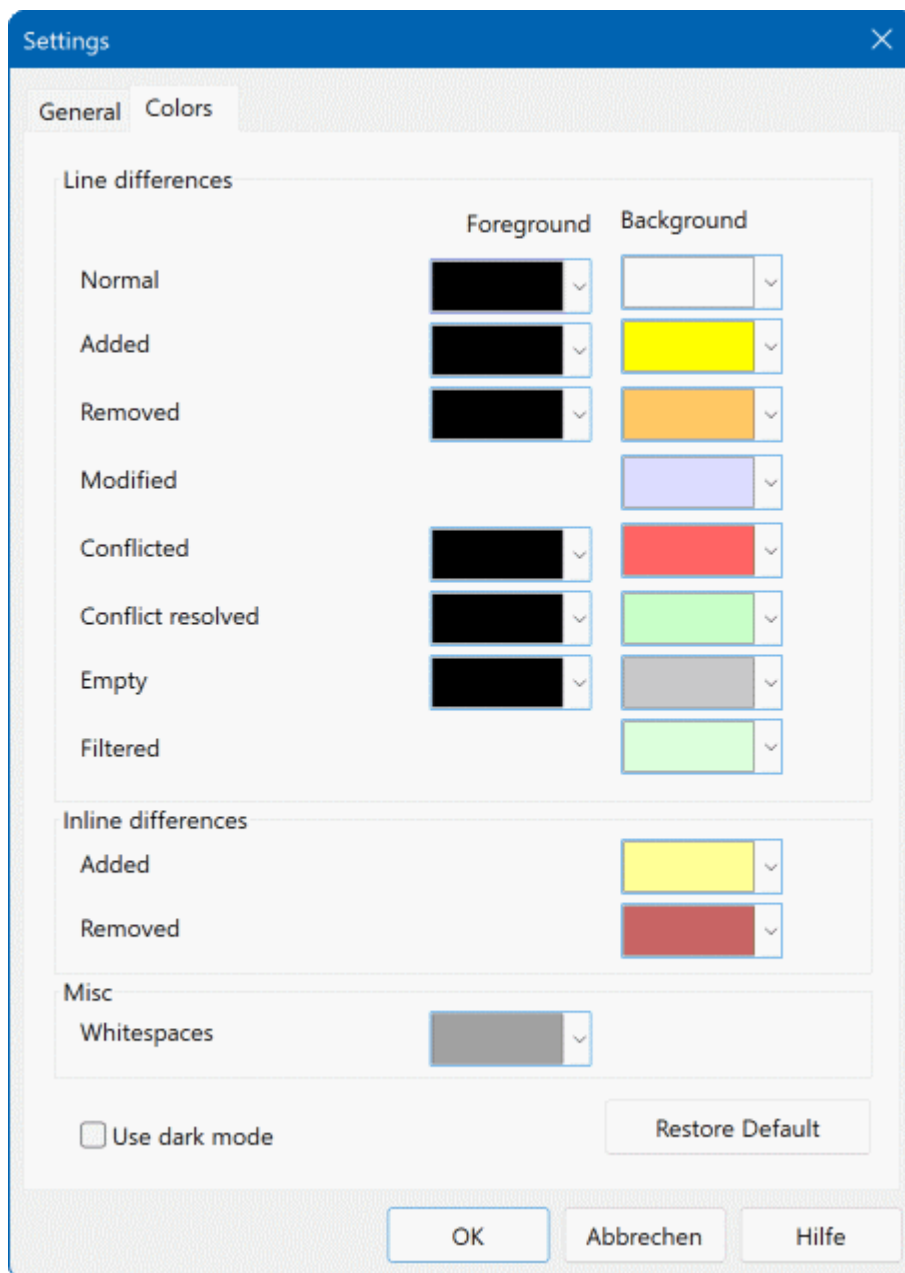 Settings
General Colors
Line differences
Foreground Background
Normal
Added
Removed
Modified
Conflicted
Conflict resolved
Empty
Filtered
Inline differences
Added
Removed
Misc
Whitespaces
Use dark mode Restore Default
OK Abbrechen Hilfe